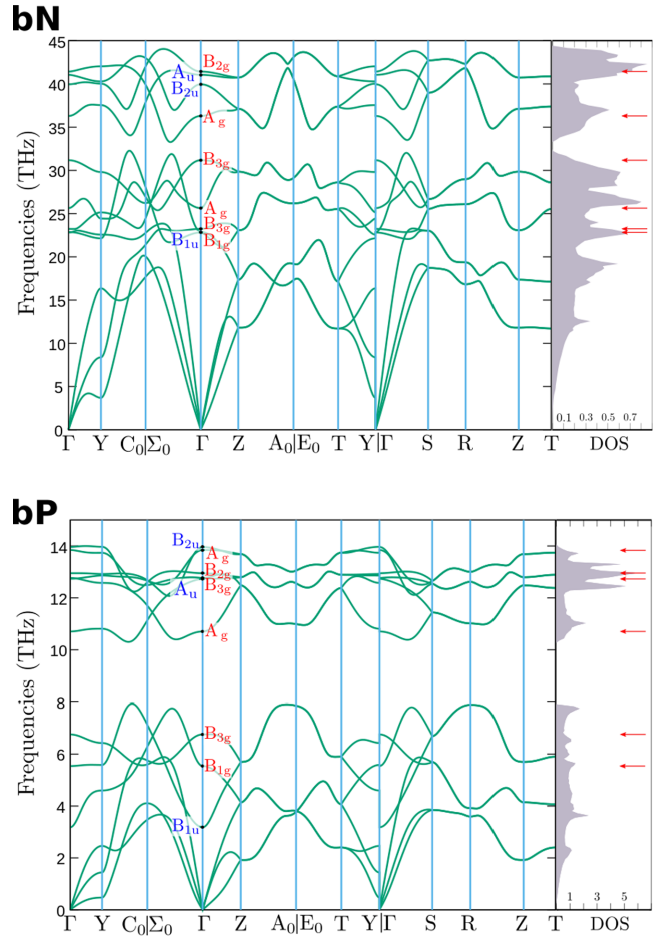 bN
45
40
35
30
25
20
15
10
5
0
Frequencies (THz)
B2g
Au
B2u
Ag
B3g
Ag
B3g
B1u
B1g
Γ Y C0|Σ0 Γ Z A0|E0 T Y|Γ S R Z T
0.1 0.3 0.5 0.7
DOS
bP
14
12
10
8
6
4
2
0
Frequencies (THz)
B2u
Ag
B2g
Au
B3g
Ag
B3g
B1g
B1u
Γ Y C0|Σ0 Γ Z A0|E0 T Y|Γ S R Z T
1 3 5
DOS